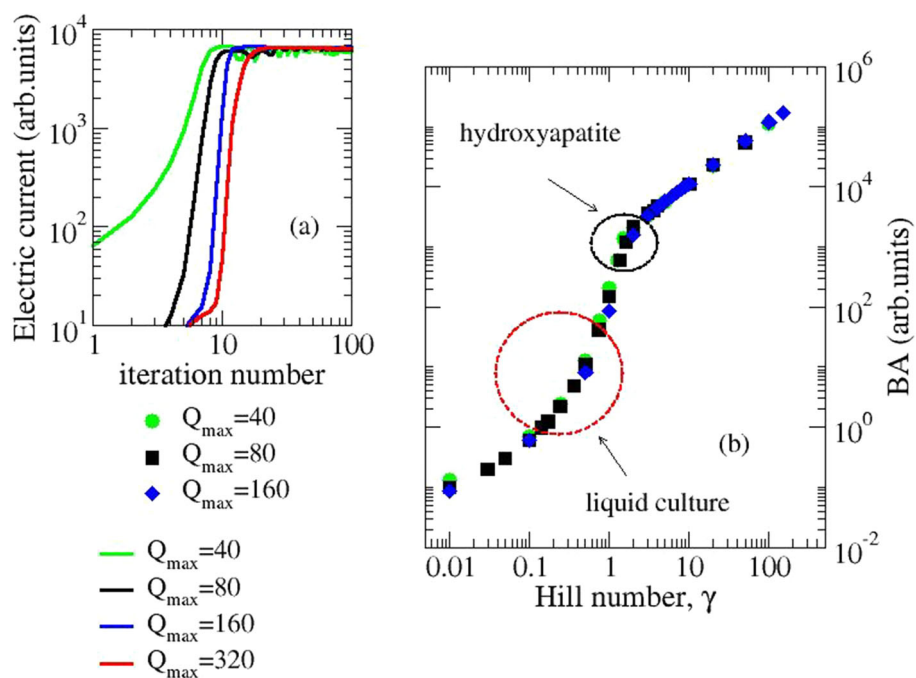 10^4
10^3
10^2
10^1
Electric current (arb.units)
(a)
1 10 100
iteration number
Q_max=40
Q_max=80
Q_max=160
Q_max=40
Q_max=80
Q_max=160
Q_max=320
hydroxyapatite
liquid culture
(b)
10^6
10^4
10^2
10^0
10^-2
BA (arb.units)
0.01 0.1 1 10 100
Hill number, γ